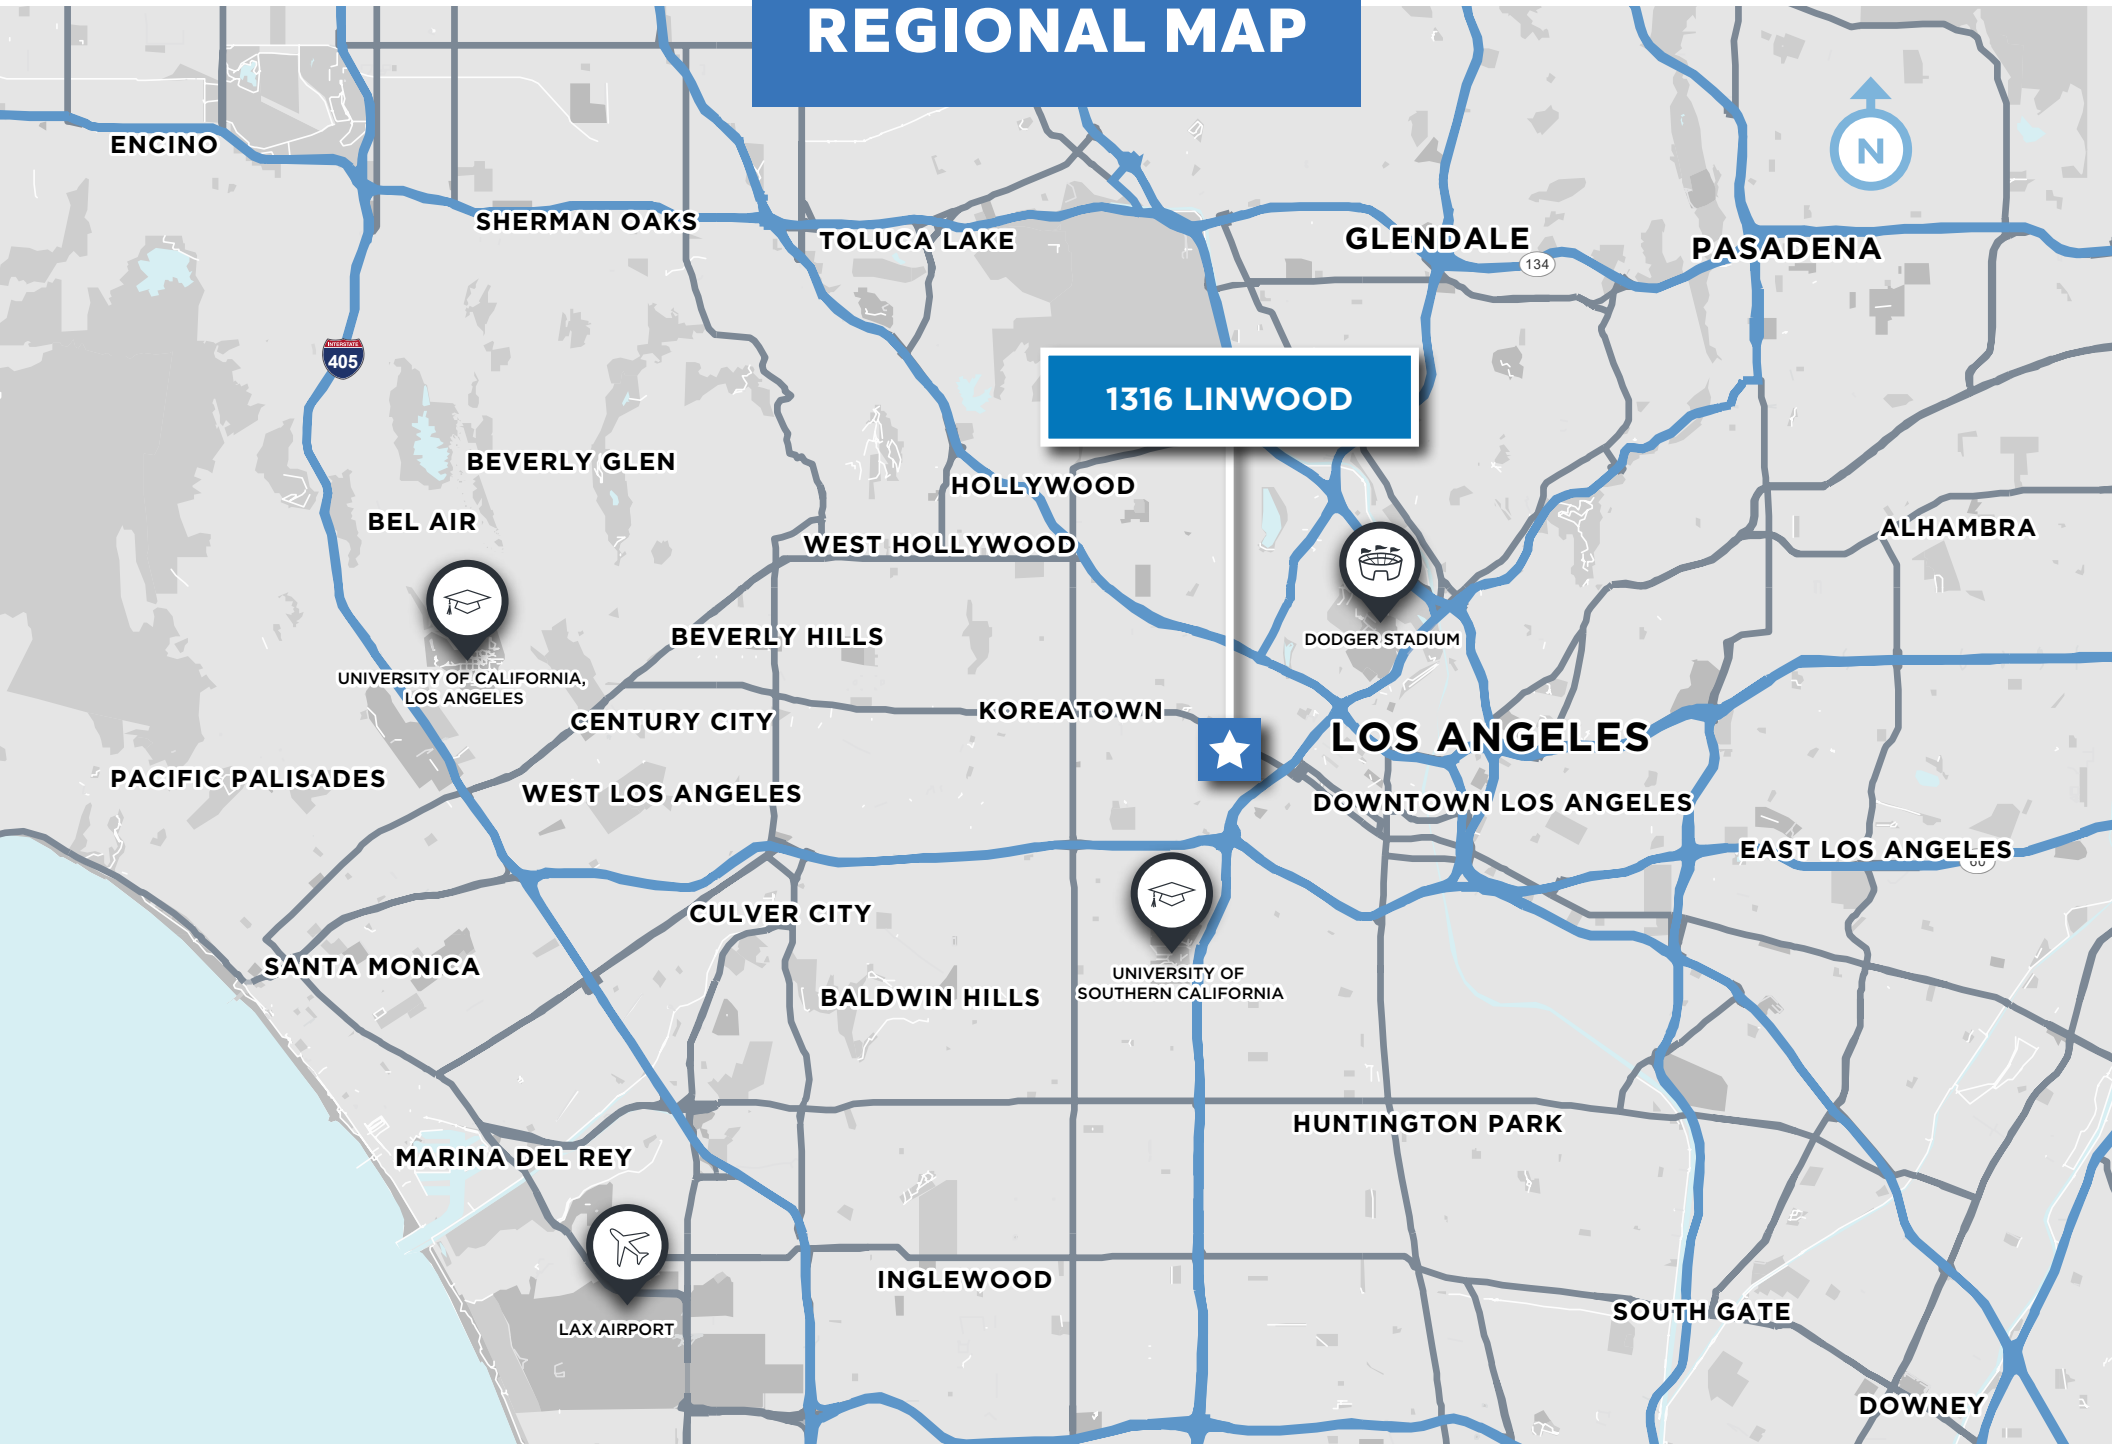 REGIONAL MAP
N
ENCINO
SHERMAN OAKS
TOLUCA LAKE
GLENDALE
134
PASADENA
INTERSTATE
405
1316 LINWOOD
BEVERLY GLEN
HOLLYWOOD
BEL AIR
ALHAMBRA
WEST HOLLYWOOD
BEVERLY HILLS
DODGER STADIUM
UNIVERSITY OF CALIFORNIA,
LOS ANGELES
KOREATOWN
CENTURY CITY
LOS ANGELES
PACIFIC PALISADES
WEST LOS ANGELES
DOWNTOWN LOS ANGELES
EAST LOS ANGELES
60
CULVER CITY
SANTA MONICA
UNIVERSITY OF
SOUTHERN CALIFORNIA
BALDWIN HILLS
HUNTINGTON PARK
MARINA DEL REY
INGLEWOOD
SOUTH GATE
LAX AIRPORT
DOWNEY